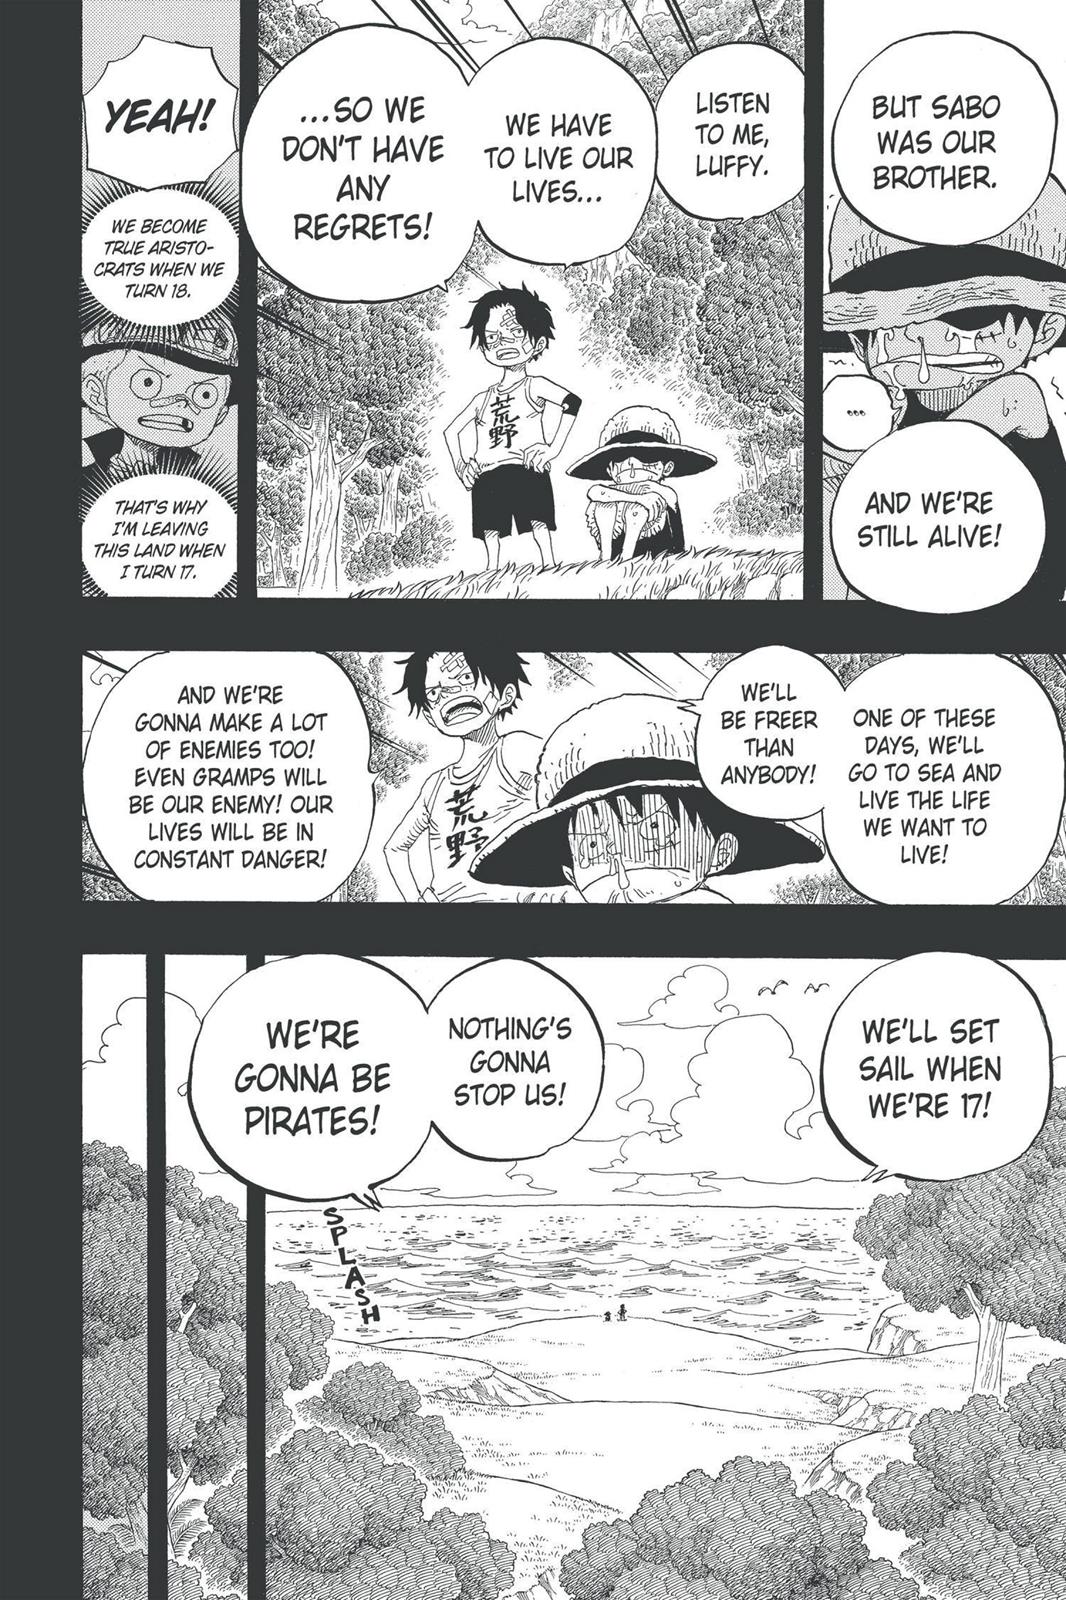 BUT SABO
WAS OUR
BROTHER.
...
AND WE'RE
STILL ALIVE!
LISTEN
TO ME,
LUFFY.
WE HAVE
TO LIVE OUR
LIVES...
...SO WE
DON'T HAVE
ANY
REGRETS!
荒野
YEAH!
WE BECOME
TRUE ARISTO-
CRATS WHEN WE
TURN 18.
THAT'S WHY
I'M LEAVING
THIS LAND WHEN
I TURN 17.
ONE OF THESE
DAYS, WE'LL
GO TO SEA AND
LIVE THE LIFE
WE WANT TO
LIVE!
WE'LL
BE FREER
THAN
ANYBODY!
荒野
AND WE'RE
GONNA MAKE A LOT
OF ENEMIES TOO!
EVEN GRAMPS WILL
BE OUR ENEMY! OUR
LIVES WILL BE IN
CONSTANT DANGER!
WE'LL SET
SAIL WHEN
WE'RE 17!
NOTHING'S
GONNA
STOP US!
WE'RE
GONNA BE
PIRATES!
SPLASH